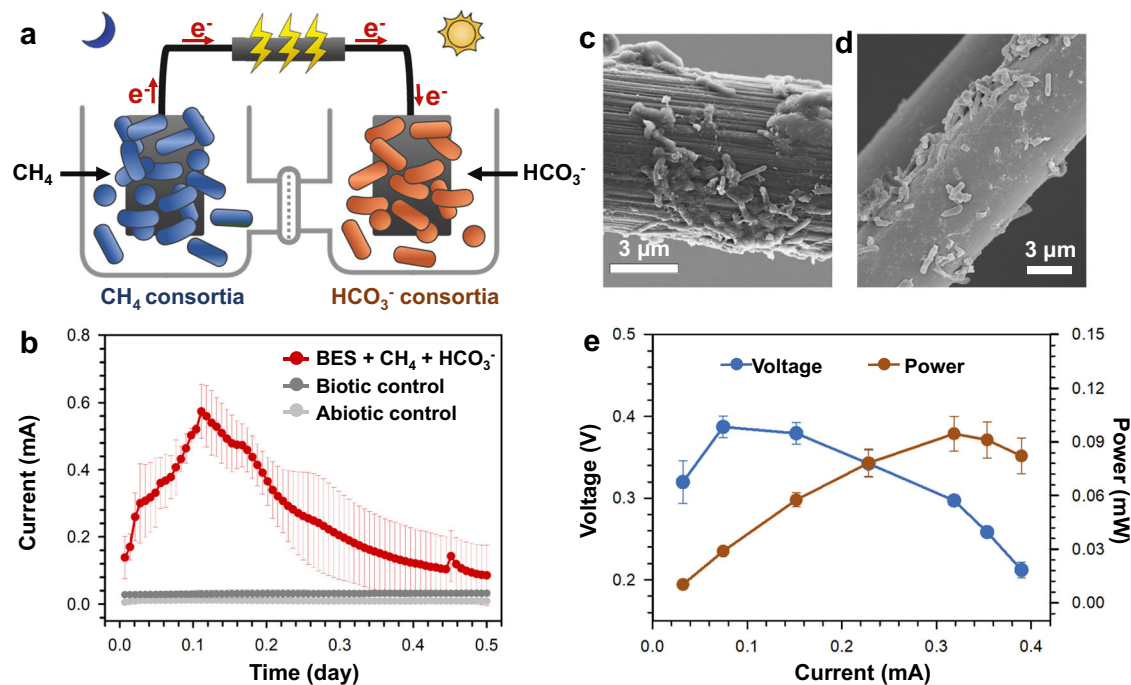 a
e⁻
e⁻
e⁻
e⁻
CH₄
HCO₃⁻
CH₄ consortia
HCO₃⁻ consortia
c
3 µm
d
3 µm
b
BES + CH₄ + HCO₃⁻
Biotic control
Abiotic control
Current (mA)
0.8
0.6
0.4
0.2
0.0
0.0 0.1 0.2 0.3 0.4 0.5
Time (day)
e
Voltage
Power
Voltage (V)
0.5
0.4
0.3
0.2
0.15
0.12
0.09
0.06
0.03
0.00
Power (mW)
0.0 0.1 0.2 0.3 0.4
Current (mA)